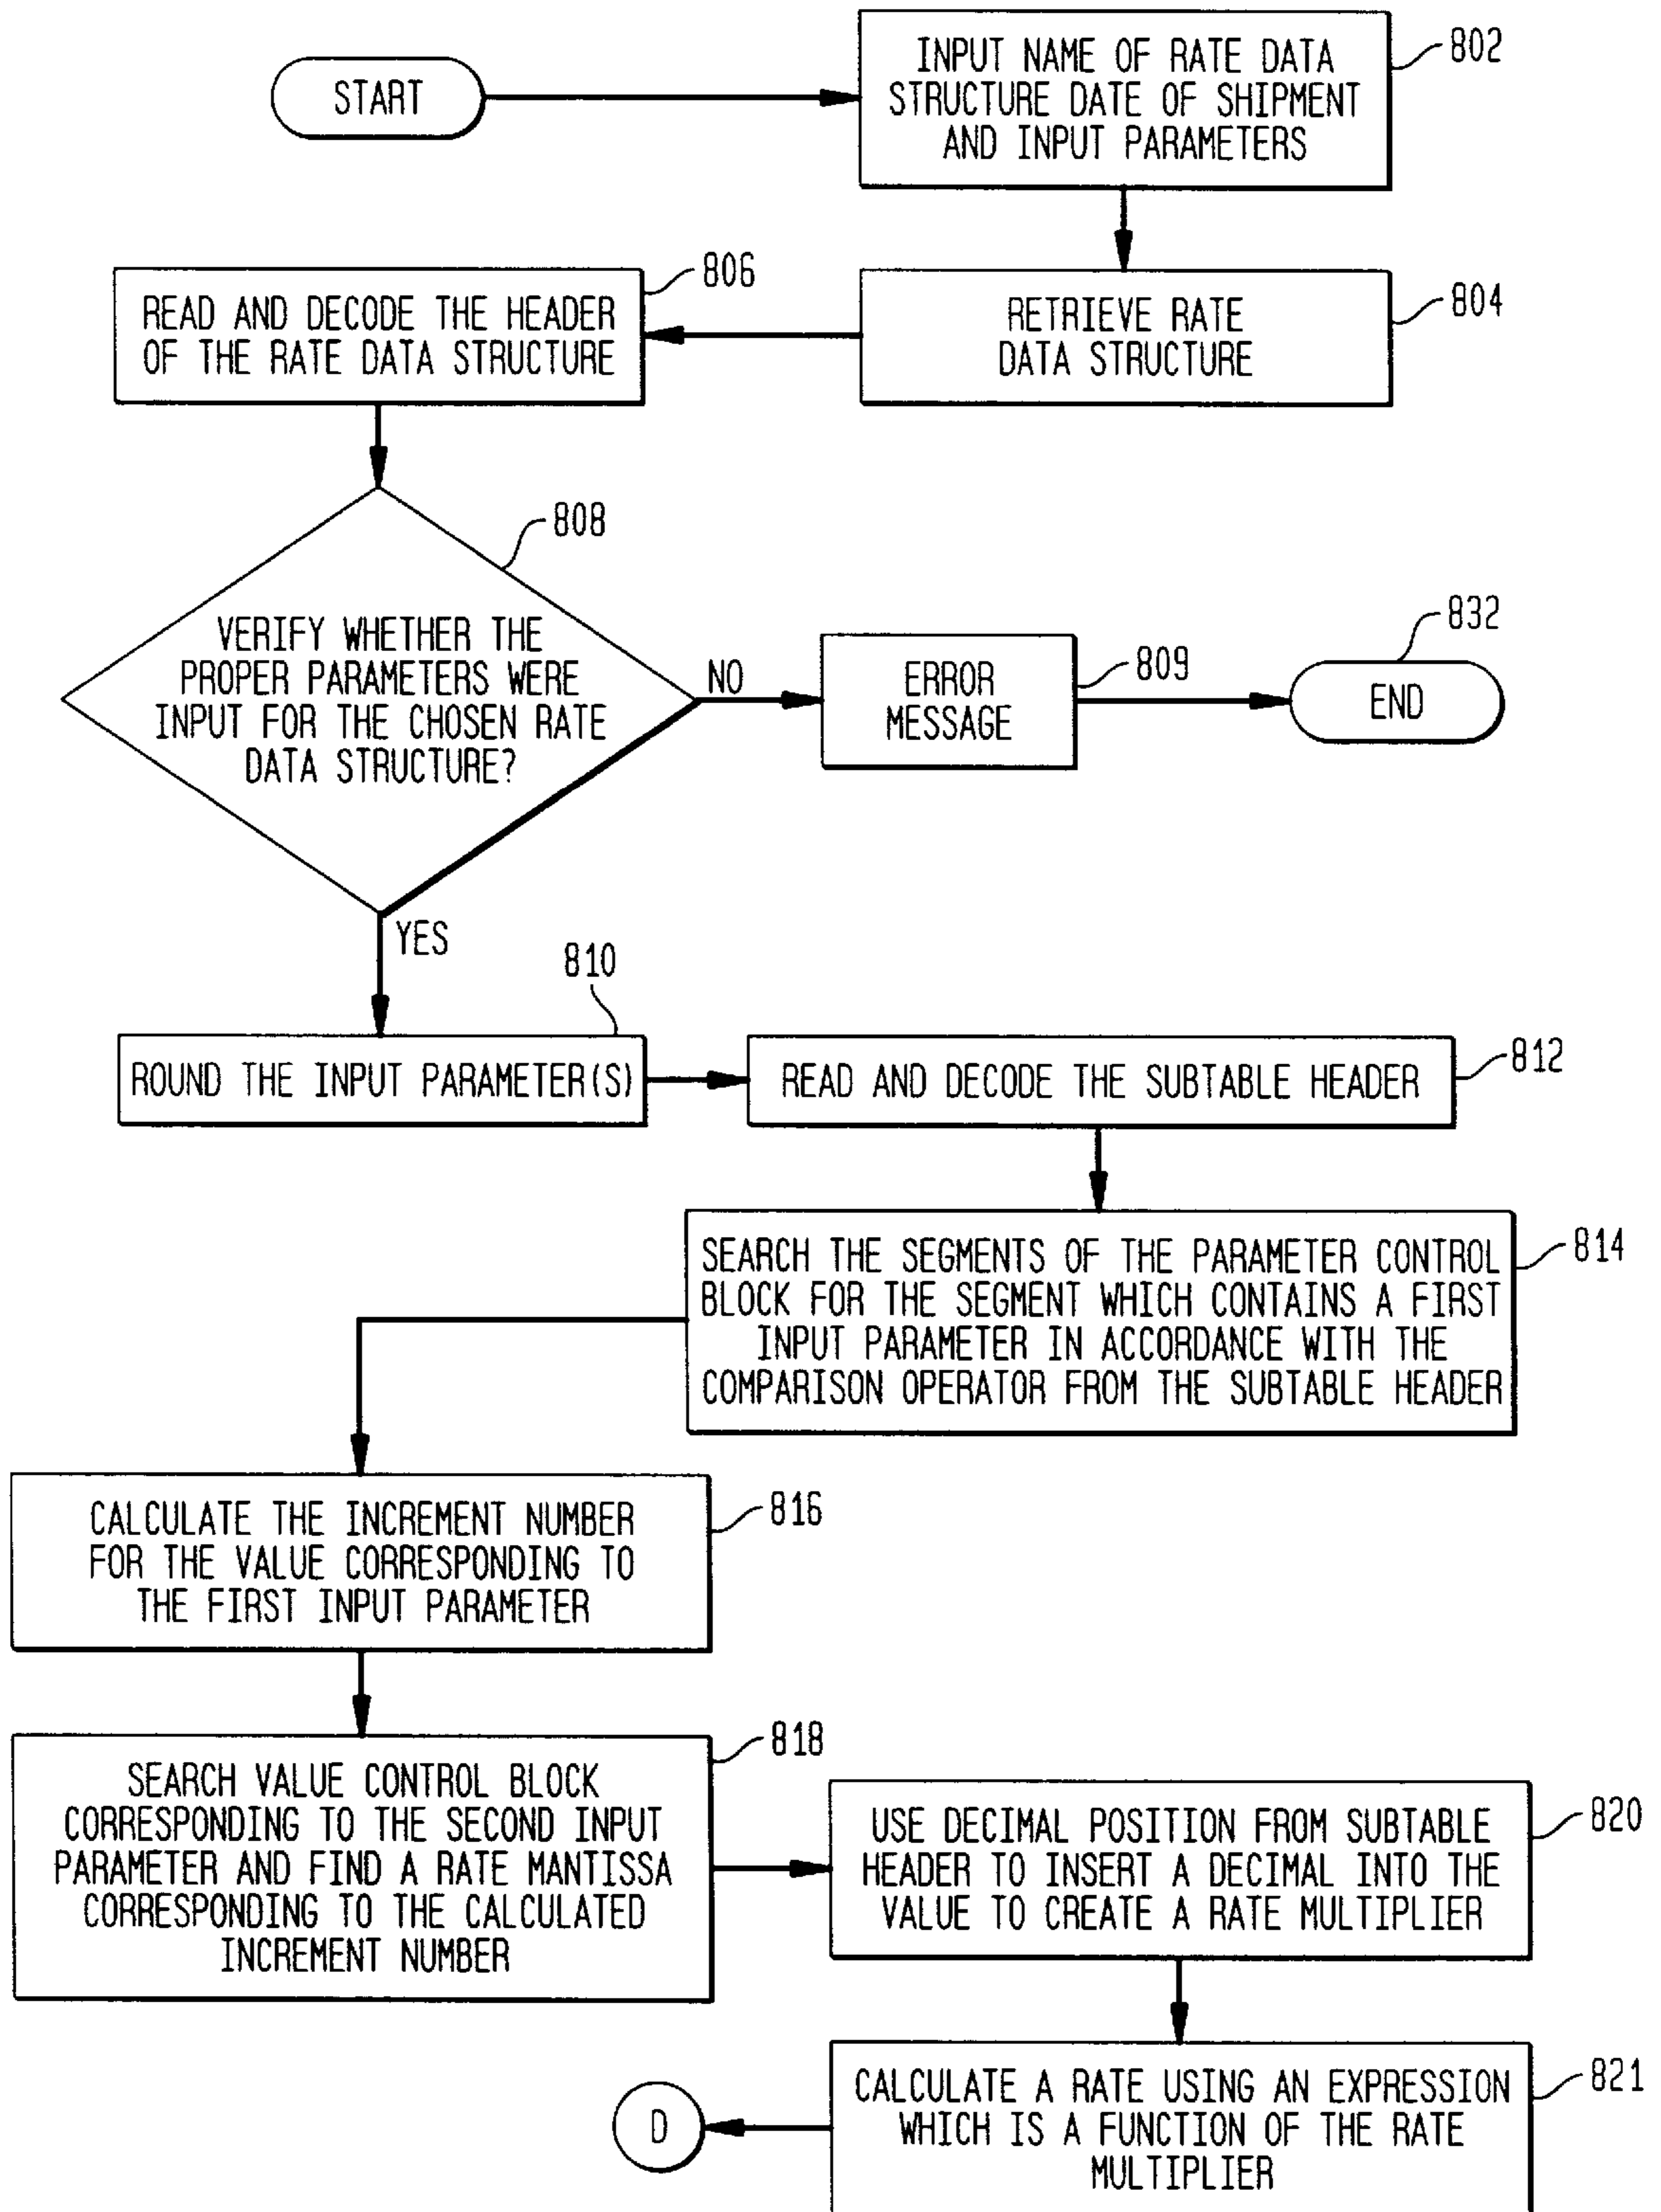 START
INPUT NAME OF RATE DATA
STRUCTURE DATE OF SHIPMENT
AND INPUT PARAMETERS
802
RETRIEVE RATE
DATA STRUCTURE
804
READ AND DECODE THE HEADER
OF THE RATE DATA STRUCTURE
806
VERIFY WHETHER THE
PROPER PARAMETERS WERE
INPUT FOR THE CHOSEN RATE
DATA STRUCTURE?
808
NO
ERROR
MESSAGE
809
END
832
YES
ROUND THE INPUT PARAMETER(S)
810
READ AND DECODE THE SUBTABLE HEADER
812
SEARCH THE SEGMENTS OF THE PARAMETER CONTROL
BLOCK FOR THE SEGMENT WHICH CONTAINS A FIRST
INPUT PARAMETER IN ACCORDANCE WITH THE
COMPARISON OPERATOR FROM THE SUBTABLE HEADER
814
CALCULATE THE INCREMENT NUMBER
FOR THE VALUE CORRESPONDING TO
THE FIRST INPUT PARAMETER
816
SEARCH VALUE CONTROL BLOCK
CORRESPONDING TO THE SECOND INPUT
PARAMETER AND FIND A RATE MANTISSA
CORRESPONDING TO THE CALCULATED
INCREMENT NUMBER
818
USE DECIMAL POSITION FROM SUBTABLE
HEADER TO INSERT A DECIMAL INTO THE
VALUE TO CREATE A RATE MULTIPLIER
820
CALCULATE A RATE USING AN EXPRESSION
WHICH IS A FUNCTION OF THE RATE
MULTIPLIER
821
D